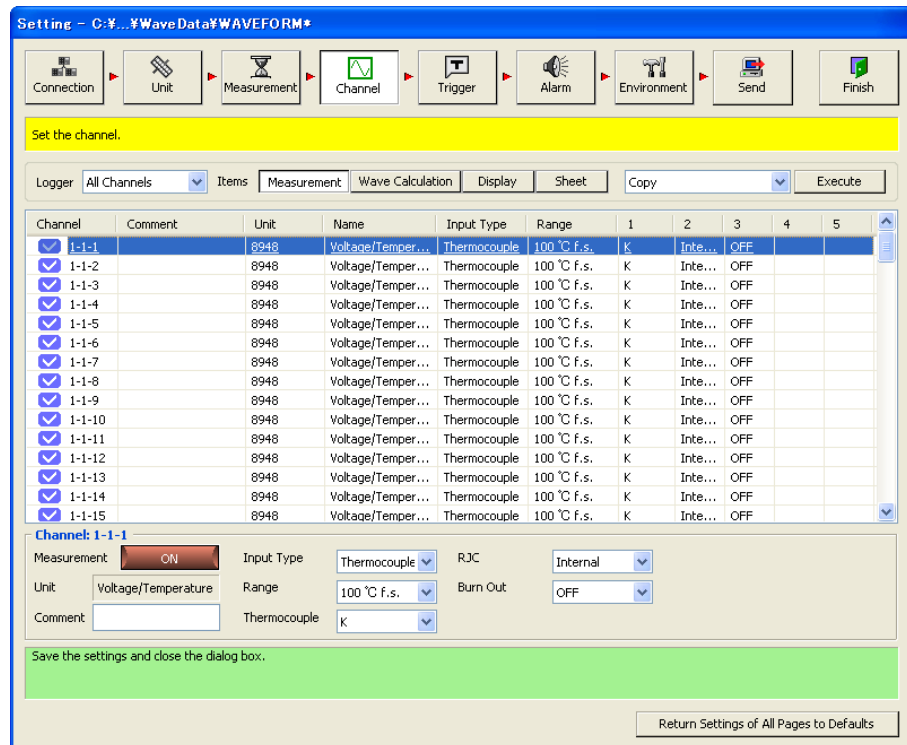 Setting - C:¥...¥WaveData¥WAVEFORM*
Connection Unit Measurement Channel Trigger Alarm Environment Send Finish
Set the channel.
Logger All Channels Items Measurement Wave Calculation Display Sheet Copy Execute
Channel Comment Unit Name Input Type Range 1 2 3 4 5
1-1-1 8948 Voltage/Temper... Thermocouple 100 ℃ f.s. K Inte... OFF
1-1-2 8948 Voltage/Temper... Thermocouple 100 ℃ f.s. K Inte... OFF
1-1-3 8948 Voltage/Temper... Thermocouple 100 ℃ f.s. K Inte... OFF
1-1-4 8948 Voltage/Temper... Thermocouple 100 ℃ f.s. K Inte... OFF
1-1-5 8948 Voltage/Temper... Thermocouple 100 ℃ f.s. K Inte... OFF
1-1-6 8948 Voltage/Temper... Thermocouple 100 ℃ f.s. K Inte... OFF
1-1-7 8948 Voltage/Temper... Thermocouple 100 ℃ f.s. K Inte... OFF
1-1-8 8948 Voltage/Temper... Thermocouple 100 ℃ f.s. K Inte... OFF
1-1-9 8948 Voltage/Temper... Thermocouple 100 ℃ f.s. K Inte... OFF
1-1-10 8948 Voltage/Temper... Thermocouple 100 ℃ f.s. K Inte... OFF
1-1-11 8948 Voltage/Temper... Thermocouple 100 ℃ f.s. K Inte... OFF
1-1-12 8948 Voltage/Temper... Thermocouple 100 ℃ f.s. K Inte... OFF
1-1-13 8948 Voltage/Temper... Thermocouple 100 ℃ f.s. K Inte... OFF
1-1-14 8948 Voltage/Temper... Thermocouple 100 ℃ f.s. K Inte... OFF
1-1-15 8948 Voltage/Temper... Thermocouple 100 ℃ f.s. K Inte... OFF
Channel: 1-1-1
Measurement ON Input Type Thermocouple RJC Internal
Unit Voltage/Temperature Range 100 ℃ f.s. Burn Out OFF
Comment Thermocouple K
Save the settings and close the dialog box.
Return Settings of All Pages to Defaults